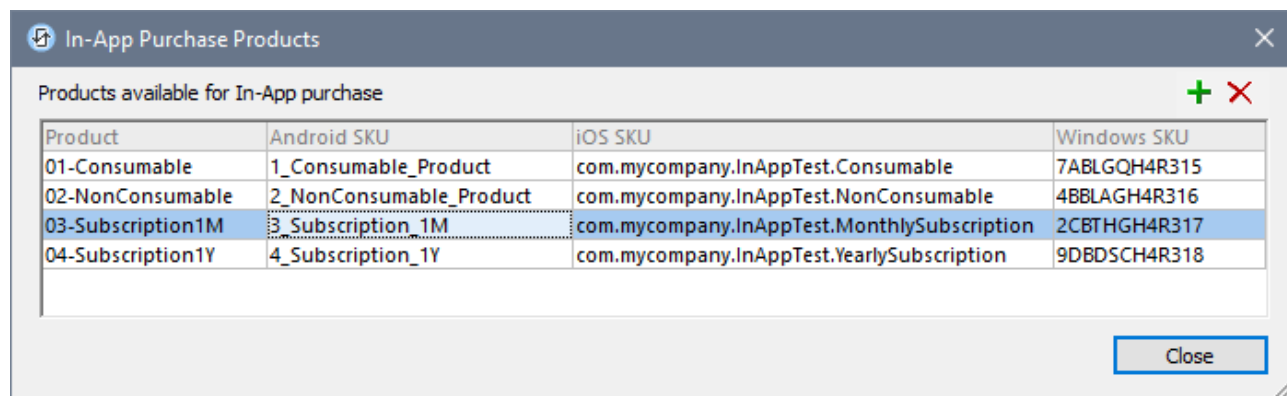 In-App Purchase Products
Products available for In-App purchase
Product Android SKU iOS SKU Windows SKU
01-Consumable 1_Consumable_Product com.mycompany.InAppTest.Consumable 7ABLGQH4R315
02-NonConsumable 2_NonConsumable_Product com.mycompany.InAppTest.NonConsumable 4BBLAGH4R316
03-Subscription1M 3_Subscription_1M com.mycompany.InAppTest.MonthlySubscription 2CBTHGH4R317
04-Subscription1Y 4_Subscription_1Y com.mycompany.InAppTest.YearlySubscription 9DBDSCH4R318
Close